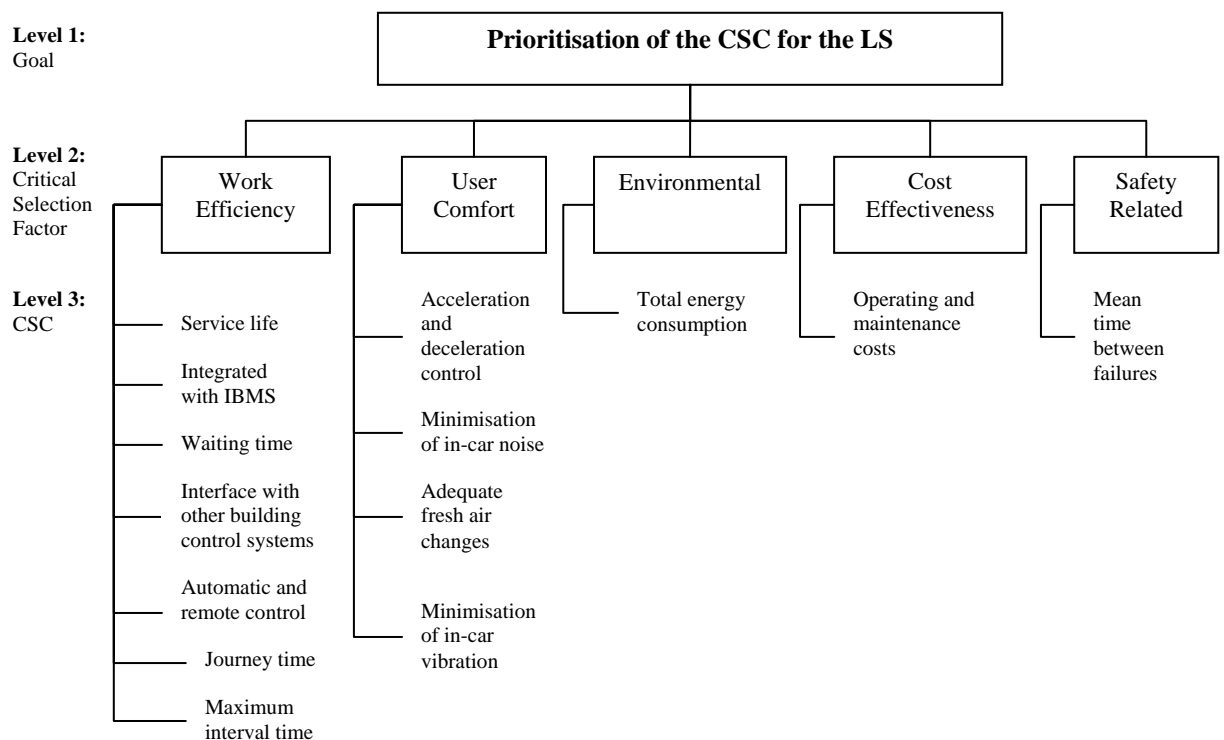 Level 1:
Goal
Prioritisation of the CSC for the LS
Level 2:
Critical
Selection
Factor
Work
Efficiency
User
Comfort
Environmental
Cost
Effectiveness
Safety
Related
Level 3:
CSC
Service life
Integrated
with IBMS
Waiting time
Interface with
other building
control systems
Automatic and
remote control
Journey time
Maximum
interval time
Acceleration
and
deceleration
control
Minimisation
of in-car noise
Adequate
fresh air
changes
Minimisation
of in-car
vibration
Total energy
consumption
Operating and
maintenance
costs
Mean
time
between
failures